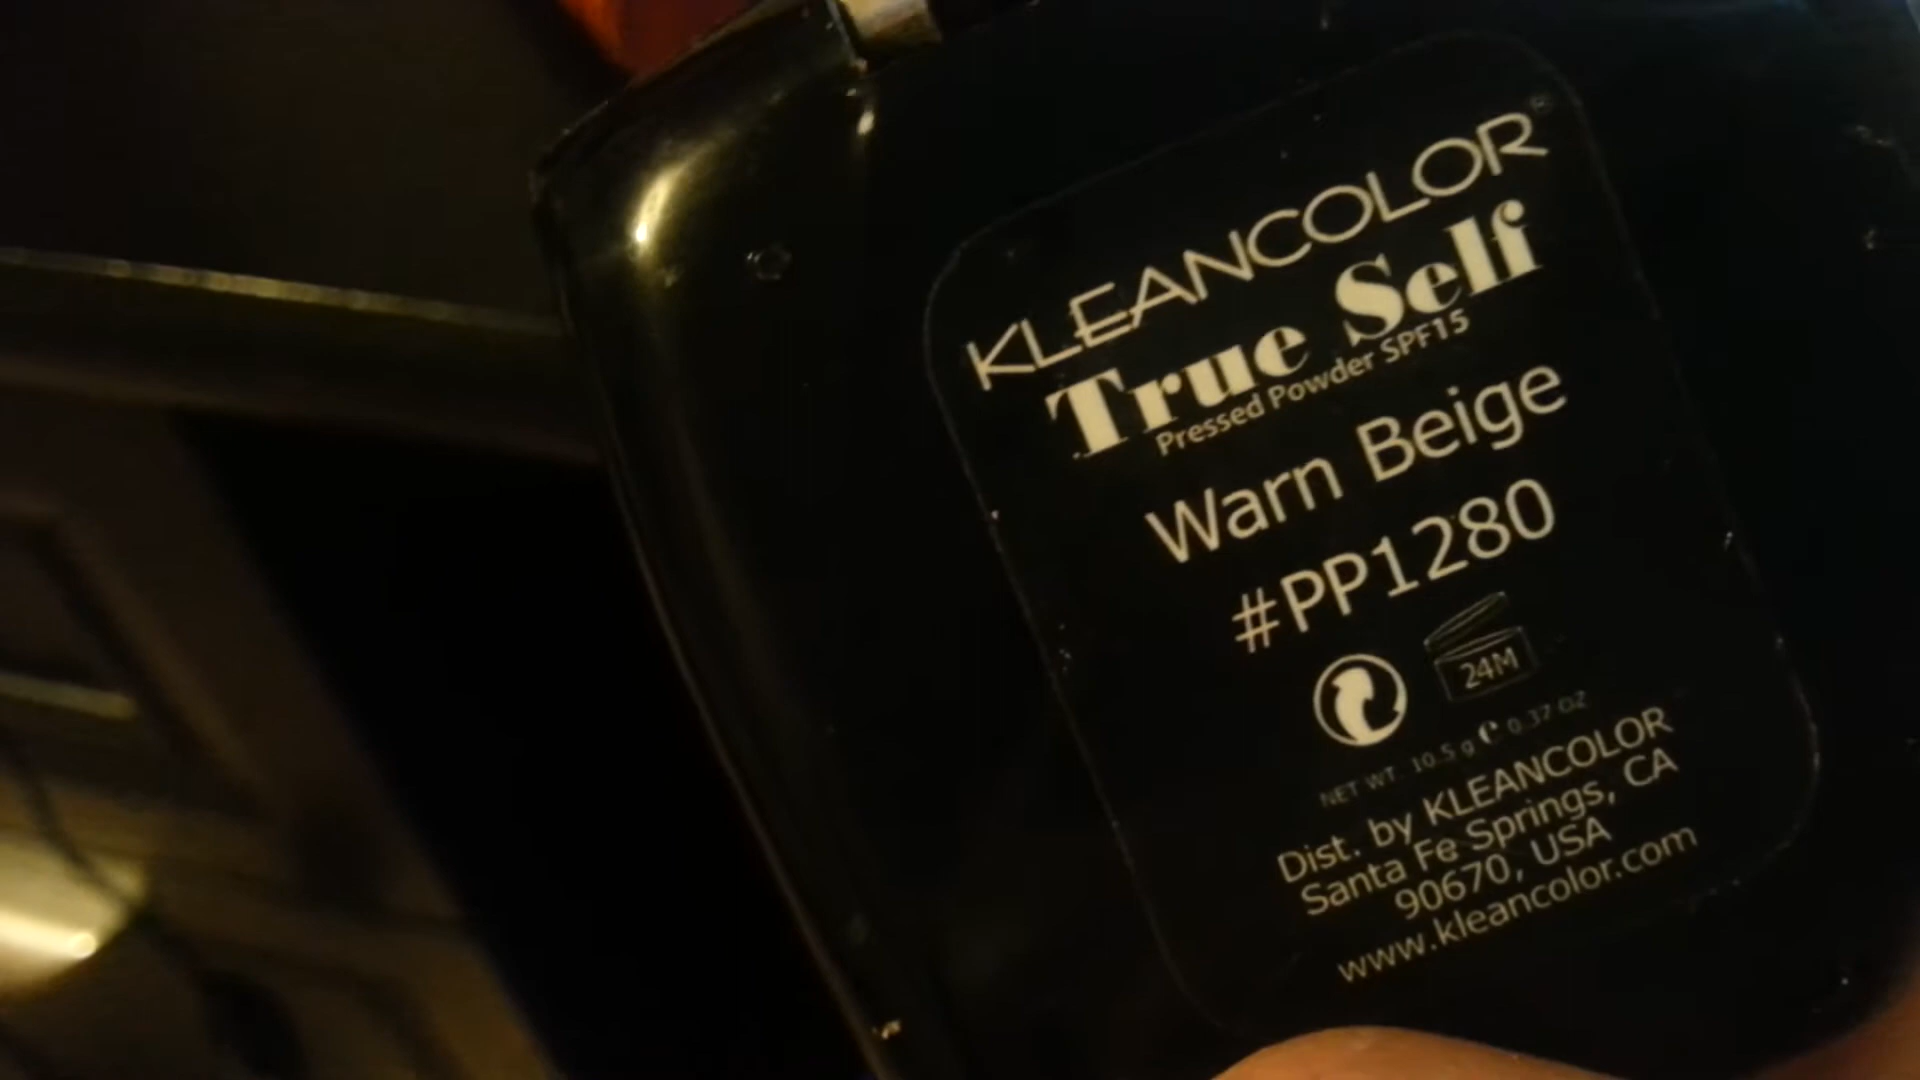 KLEANCOLOR
True Self
Pressed Powder SPF15
Warn Beige
#PP1280
24M
NET WT. 10.5 g e 0.37 OZ
Dist. by KLEANCOLOR
Santa Fe Springs, CA
90670, USA
www.kleancolor.com